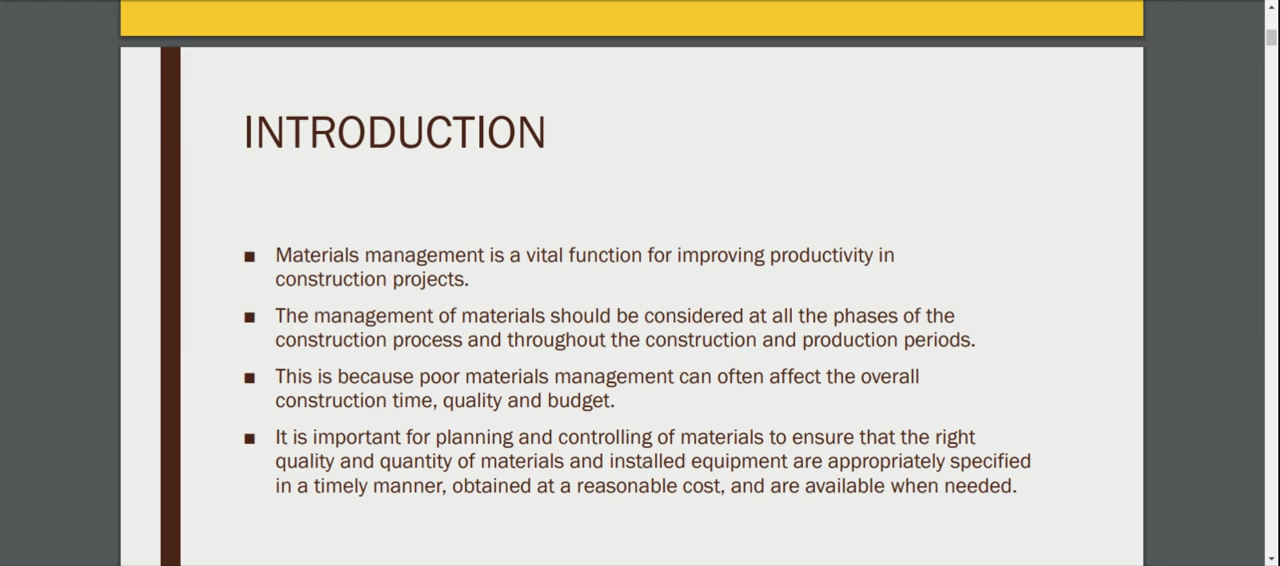 INTRODUCTION
■ Materials management is a vital function for improving productivity in
construction projects.
■ The management of materials should be considered at all the phases of the
construction process and throughout the construction and production periods.
■ This is because poor materials management can often affect the overall
construction time, quality and budget.
■ It is important for planning and controlling of materials to ensure that the right
quality and quantity of materials and installed equipment are appropriately specified
in a timely manner, obtained at a reasonable cost, and are available when needed.